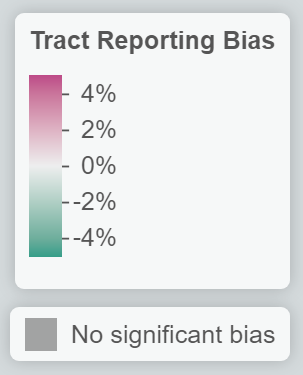 Tract Reporting Bias
4%
2%
0%
-2%
-4%
No significant bias